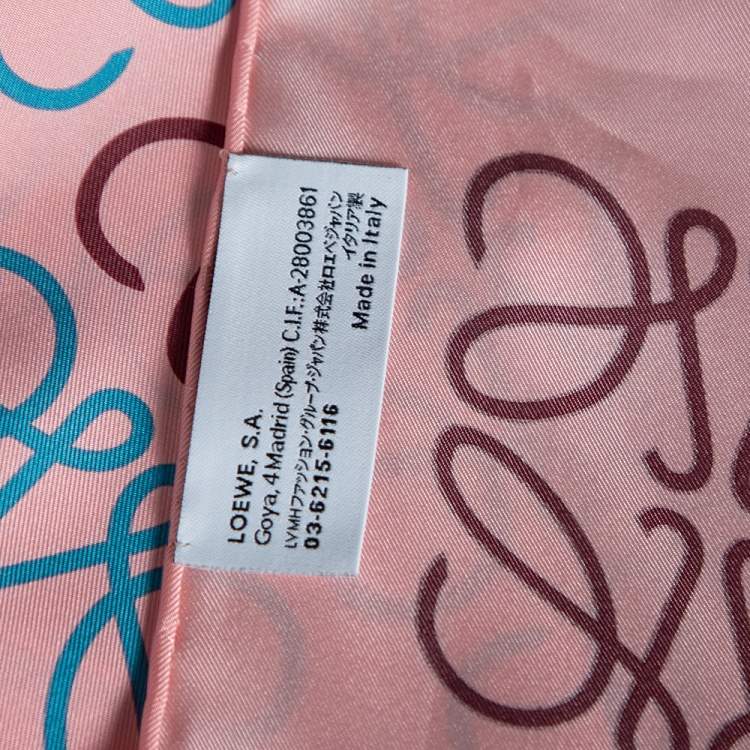 LOEWE, S.A.
Goya, 4 Madrid (Spain) C.I.F.:A-28003861
LVMHファッション・グループ・ジャパン株式会社ロエベジャパン
03-6215-6116
イタリア製
Made in Italy